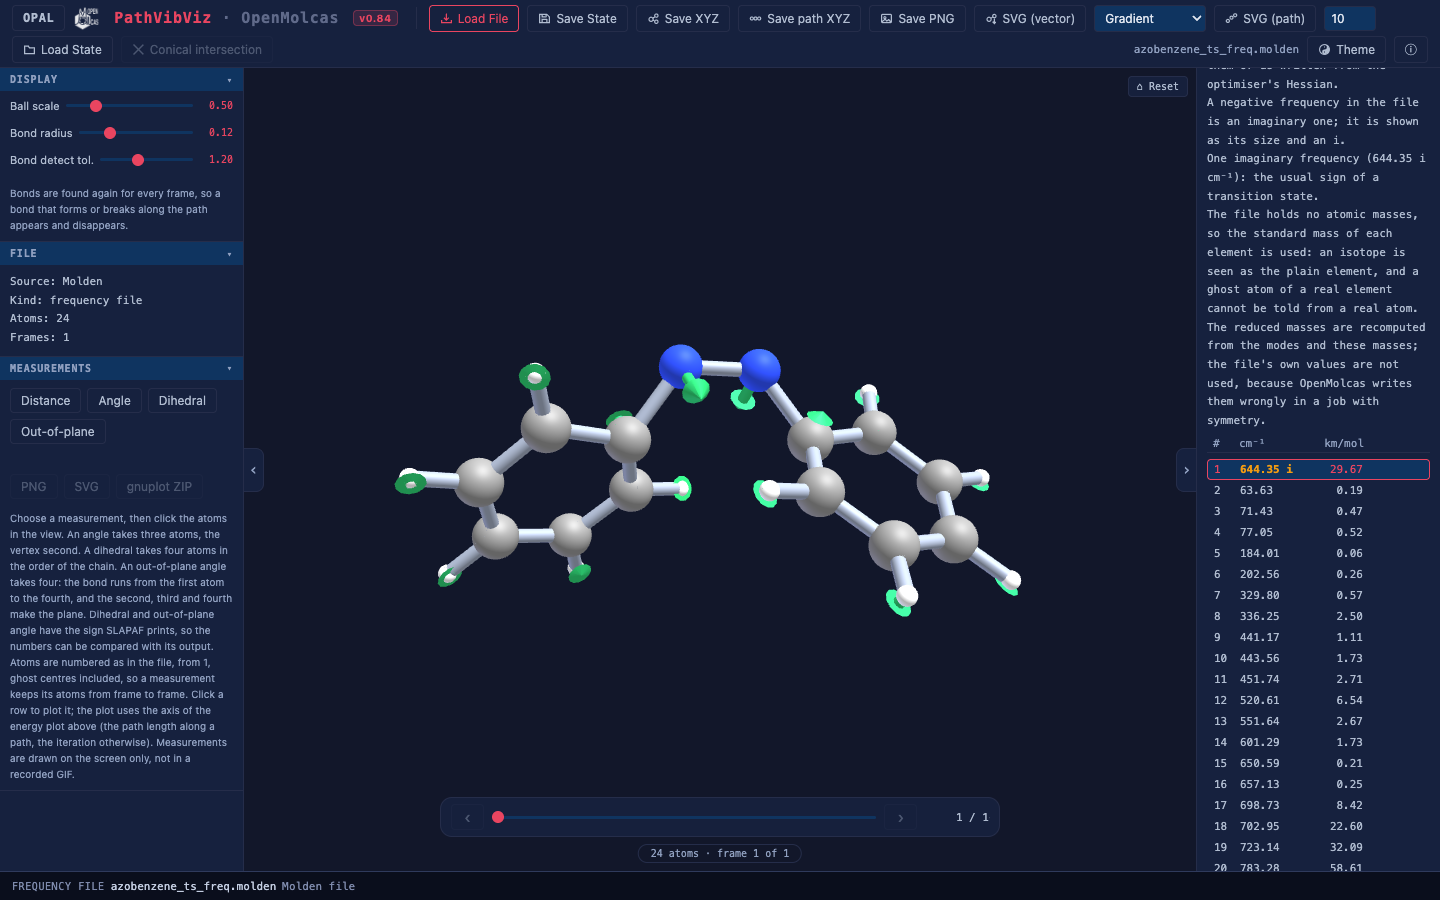 OPAL
PathVibViz · OpenMolcas v0.84
Load File
Save State
Save XYZ
Save path XYZ
Save PNG
SVG (vector)
Gradient
SVG (path)
10
Load State
Conical intersection
azobenzene_ts_freq.molden
Theme
DISPLAY
Ball scale 0.50
Bond radius 0.12
Bond detect tol. 1.20
Bonds are found again for every frame, so a
bond that forms or breaks along the path
appears and disappears.
FILE
Source: Molden
Kind: frequency file
Atoms: 24
Frames: 1
MEASUREMENTS
Distance Angle Dihedral
Out-of-plane
PNG SVG gnuplot ZIP
Choose a measurement, then click the atoms
in the view. An angle takes three atoms, the
vertex second. A dihedral takes four atoms in
the order of the chain. An out-of-plane angle
takes four: the bond runs from the first atom
to the fourth, and the second, third and fourth
make the plane. Dihedral and out-of-plane
angle have the sign SLAPAF prints, so the
numbers can be compared with its output.
Atoms are numbered as in the file, from 1,
ghost centres included, so a measurement
keeps its atoms from frame to frame. Click a
row to plot it; the plot uses the axis of the
energy plot above (the path length along a
path, the iteration otherwise). Measurements
are drawn on the screen only, not in a
recorded GIF.
Reset
1 / 1
24 atoms · frame 1 of 1
optimiser's Hessian.
A negative frequency in the file
is an imaginary one; it is shown
as its size and an i.
One imaginary frequency (644.35 i
cm⁻¹): the usual sign of a
transition state.
The file holds no atomic masses,
so the standard mass of each
element is used: an isotope is
seen as the plain element, and a
ghost atom of a real element
cannot be told from a real atom.
The reduced masses are recomputed
from the modes and these masses;
the file's own values are not
used, because OpenMolcas writes
them wrongly in a job with
symmetry.
# cm⁻¹ km/mol
1 644.35 i 29.67
2 63.63 0.19
3 71.43 0.47
4 77.05 0.52
5 184.01 0.06
6 202.56 0.26
7 329.80 0.57
8 336.25 2.50
9 441.17 1.11
10 443.56 1.73
11 451.74 2.71
12 520.61 6.54
13 551.64 2.67
14 601.29 1.73
15 650.59 0.21
16 657.13 0.25
17 698.73 8.42
18 702.95 22.60
19 723.14 32.09
20 783.28 58.61
FREQUENCY FILE azobenzene_ts_freq.molden Molden file